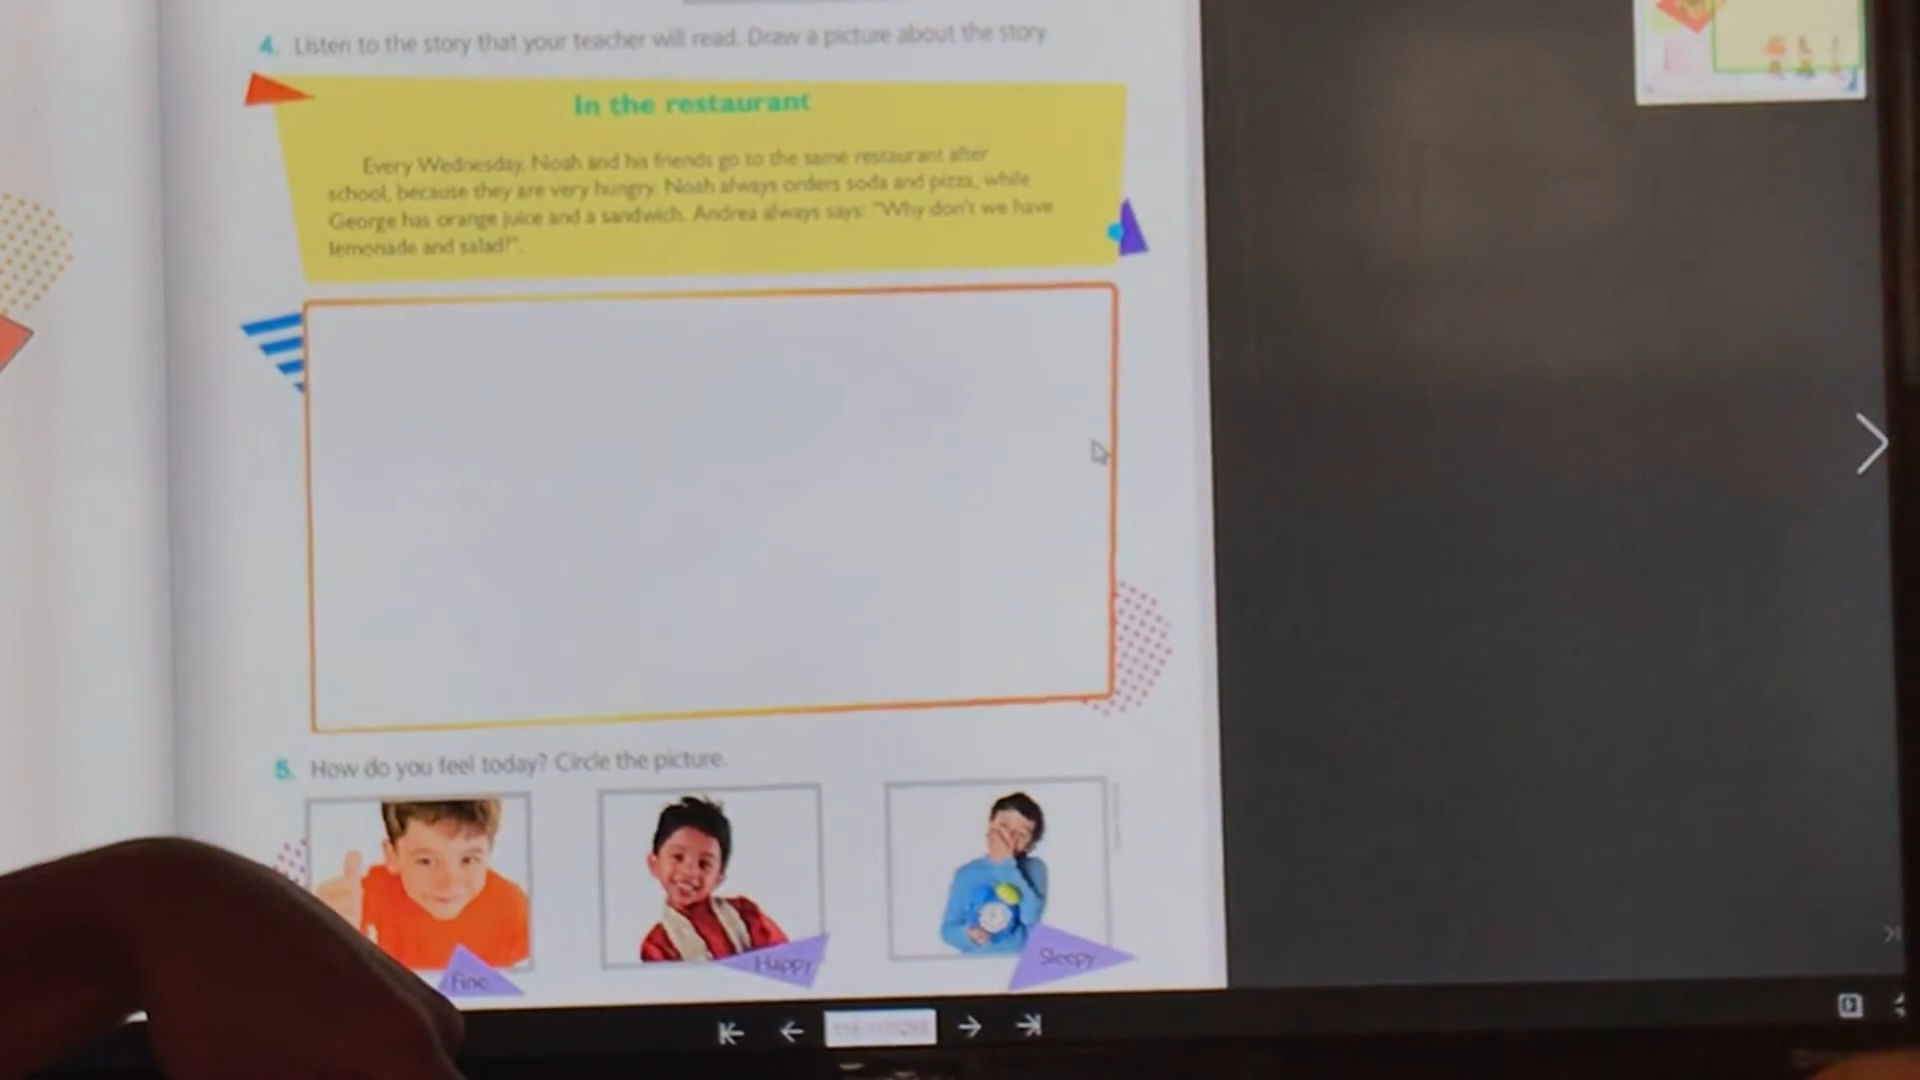 4. Listen to the story that your teacher will read. Draw a picture about the story.
In the restaurant
Every Wednesday, Noah and his friends go to the same restaurant after
school, because they are very hungry. Noah always orders soda and pizza, while
George has orange juice and a sandwich. Andrea always says: "Why don't we have
lemonade and salad?".
5. How do you feel today? Circle the picture.
Fine
Happy
Sleepy